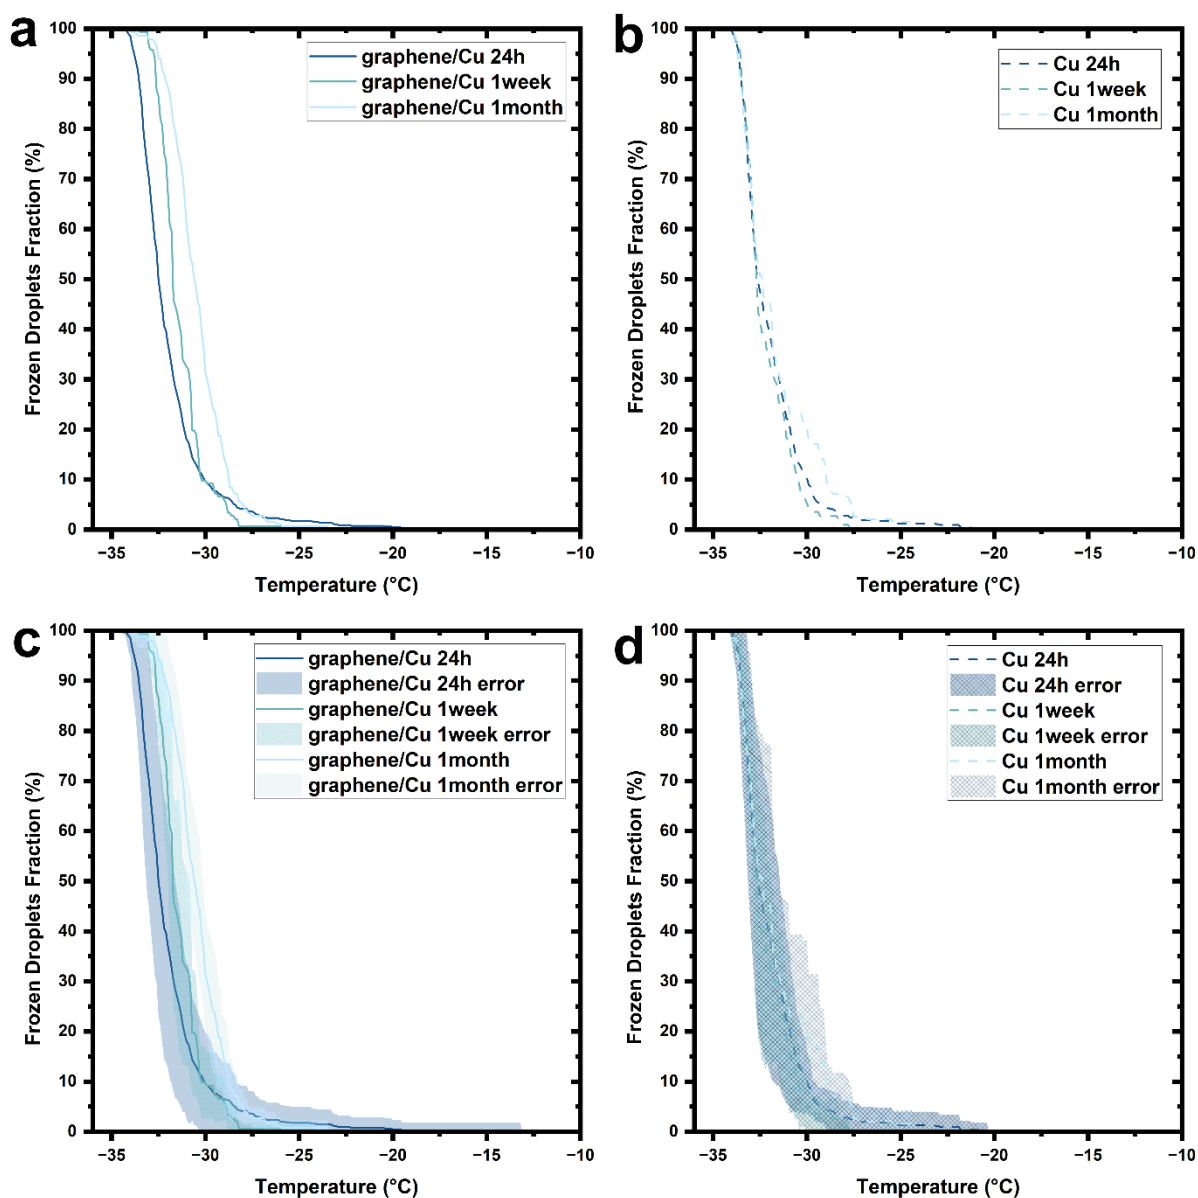 a
100
90
80
70
60
50
40
30
20
10
0
Frozen Droplets Fraction (%)
graphene/Cu 24h
graphene/Cu 1week
graphene/Cu 1month
−35
−30
−25
−20
−15
−10
Temperature (°C)
b
100
90
80
70
60
50
40
30
20
10
0
Frozen Droplets Fraction (%)
Cu 24h
Cu 1week
Cu 1month
−35
−30
−25
−20
−15
−10
Temperature (°C)
c
100
90
80
70
60
50
40
30
20
10
0
Frozen Droplets Fraction (%)
graphene/Cu 24h
graphene/Cu 24h error
graphene/Cu 1week
graphene/Cu 1week error
graphene/Cu 1month
graphene/Cu 1month error
−35
−30
−25
−20
−15
−10
Temperature (°C)
d
100
90
80
70
60
50
40
30
20
10
0
Frozen Droplets Fraction (%)
Cu 24h
Cu 24h error
Cu 1week
Cu 1week error
Cu 1month
Cu 1month error
−35
−30
−25
−20
−15
−10
Temperature (°C)